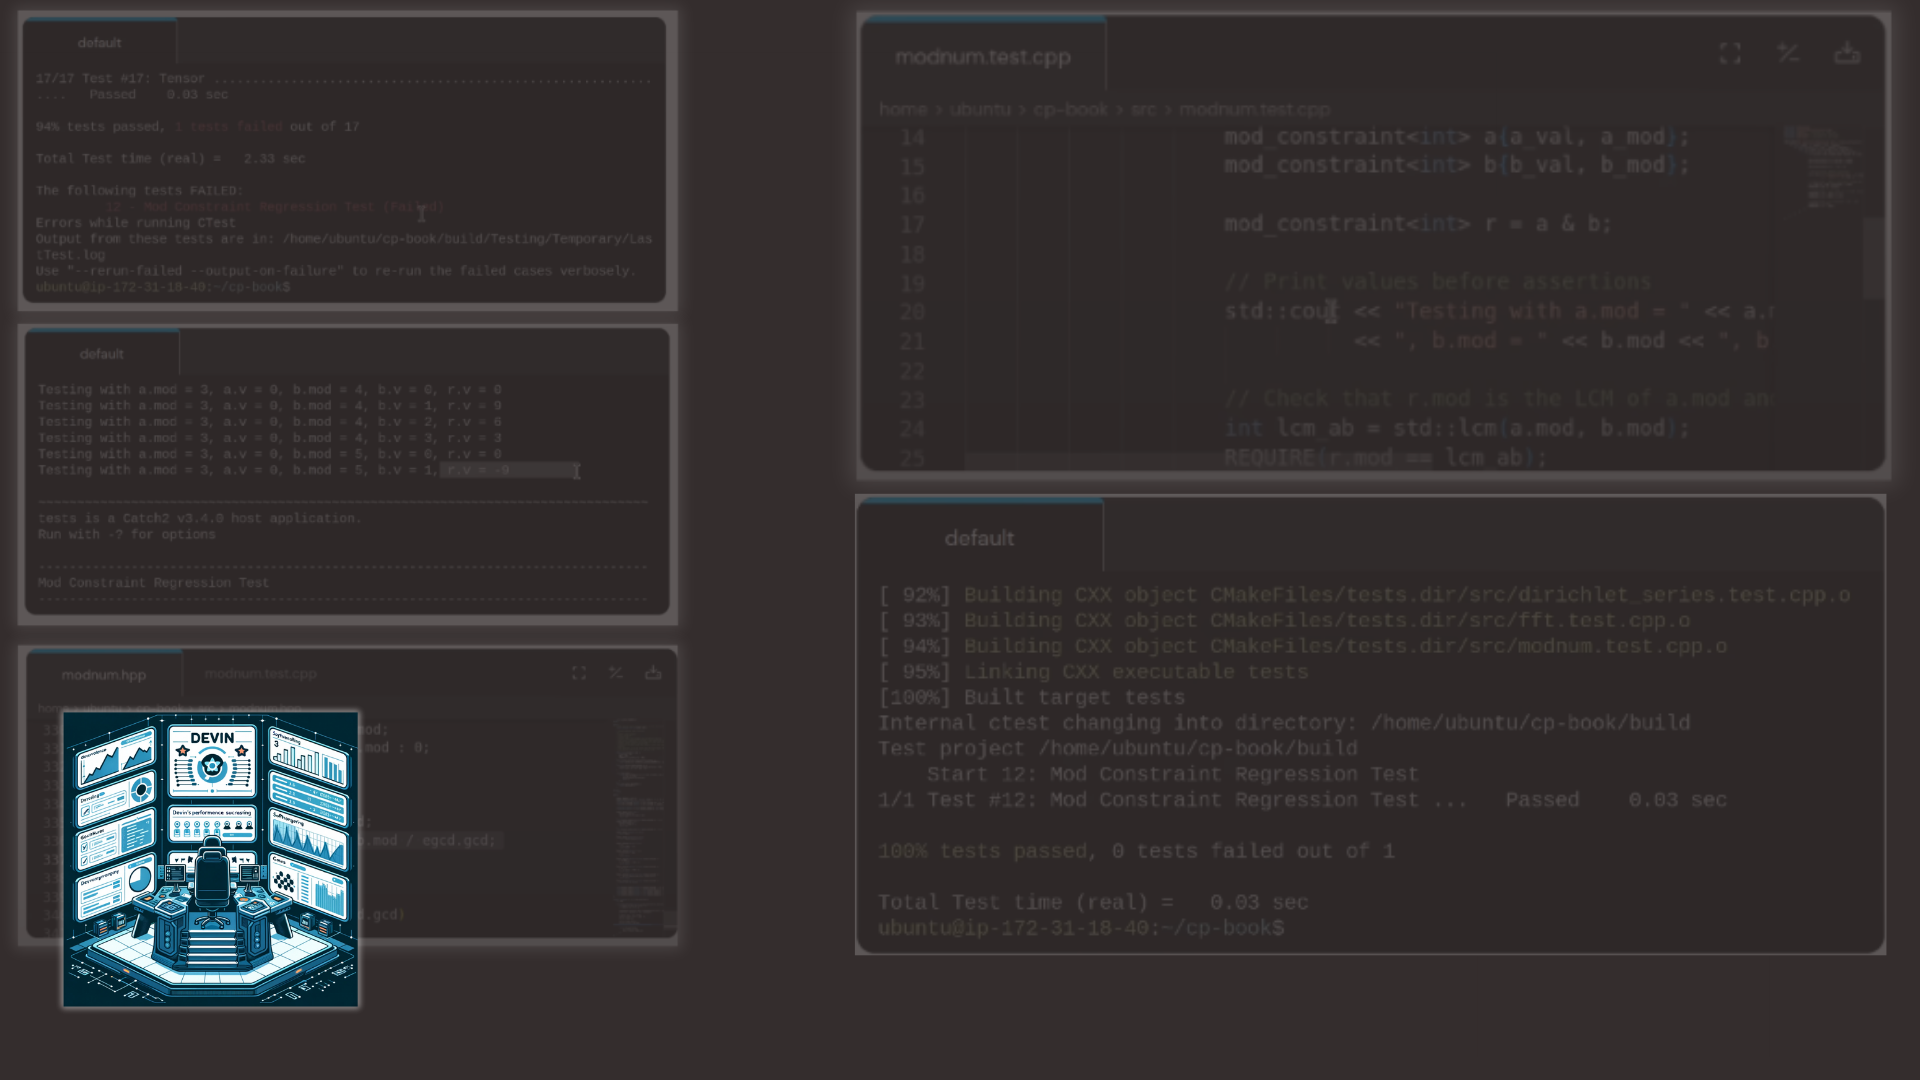 default
17/17 Test #17: Tensor ......................................................
.... Passed 0.03 sec
94% tests passed, 1 tests failed out of 17
Total Test time (real) = 2.33 sec
The following tests FAILED:
12 - Mod Constraint Regression Test (Failed)
Errors while running CTest
Output from these tests are in: /home/ubuntu/cp-book/build/Testing/Temporary/Las
tTest.log
Use "--rerun-failed --output-on-failure" to re-run the failed cases verbosely.
ubuntu@ip-172-31-18-40:~/cp-book$
default
Testing with a.mod = 3, a.v = 0, b.mod = 4, b.v = 0, r.v = 0
Testing with a.mod = 3, a.v = 0, b.mod = 4, b.v = 1, r.v = 9
Testing with a.mod = 3, a.v = 0, b.mod = 4, b.v = 2, r.v = 6
Testing with a.mod = 3, a.v = 0, b.mod = 4, b.v = 3, r.v = 3
Testing with a.mod = 3, a.v = 0, b.mod = 5, b.v = 0, r.v = 0
Testing with a.mod = 3, a.v = 0, b.mod = 5, b.v = 1, r.v = -9
tests is a Catch2 v3.4.0 host application.
Run with -? for options
Mod Constraint Regression Test
modnum.hpp modnum.test.cpp
home > ubuntu > cp-book > src > modnum.hpp
mod;
mod : 0;
b.mod / egcd.gcd;
d.gcd)
DEVIN
Devin's performance
modnum.test.cpp
home > ubuntu > cp-book > src > modnum.test.cpp
14 mod_constraint<int> a{a_val, a_mod};
15 mod_constraint<int> b{b_val, b_mod};
16
17 mod_constraint<int> r = a & b;
18
19 // Print values before assertions
20 std::cout << "Testing with a.mod = " << a.
21 << ", b.mod = " << b.mod << ", b
22
23 // Check that r.mod is the LCM of a.mod an
24 int lcm_ab = std::lcm(a.mod, b.mod);
25 REQUIRE(r.mod == lcm_ab);
default
[ 92%] Building CXX object CMakeFiles/tests.dir/src/dirichlet_series.test.cpp.o
[ 93%] Building CXX object CMakeFiles/tests.dir/src/fft.test.cpp.o
[ 94%] Building CXX object CMakeFiles/tests.dir/src/modnum.test.cpp.o
[ 95%] Linking CXX executable tests
[100%] Built target tests
Internal ctest changing into directory: /home/ubuntu/cp-book/build
Test project /home/ubuntu/cp-book/build
Start 12: Mod Constraint Regression Test
1/1 Test #12: Mod Constraint Regression Test ... Passed 0.03 sec
100% tests passed, 0 tests failed out of 1
Total Test time (real) = 0.03 sec
ubuntu@ip-172-31-18-40:~/cp-book$